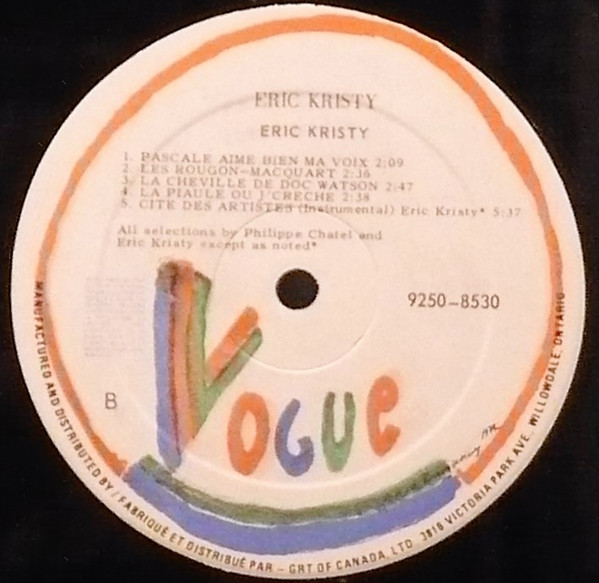 ERIC KRISTY
ERIC KRISTY
1. PASCALE AIME BIEN MA VOIX 2:09
2. LES ROUGON-MACQUART 2:36
3. LA CHEVILLE DE DOC WATSON 2:47
4. LA PIAULE OU J'CRECHE 2:38
5. CITE DES ARTISTES (Instrumental) Eric Kristy* 5:37
All selections by Philippe Chatel and
Eric Kristy except as noted*
9250-8530
B
VOGUE
MANUFACTURED AND DISTRIBUTED BY / FABRIQUÉ ET DISTRIBUÉ PAR - GRT OF CANADA, LTD. 3816 VICTORIA PARK AVE., WILLOWDALE, ONTARIO